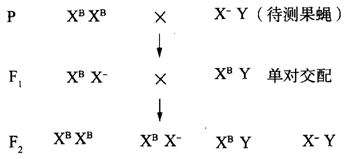 P X^B X^B × X^- Y (待测果蝇)
F₁ X^B X^- × X^B Y 单对交配
F₂ X^B X^B X^B X^- X^B Y X^- Y